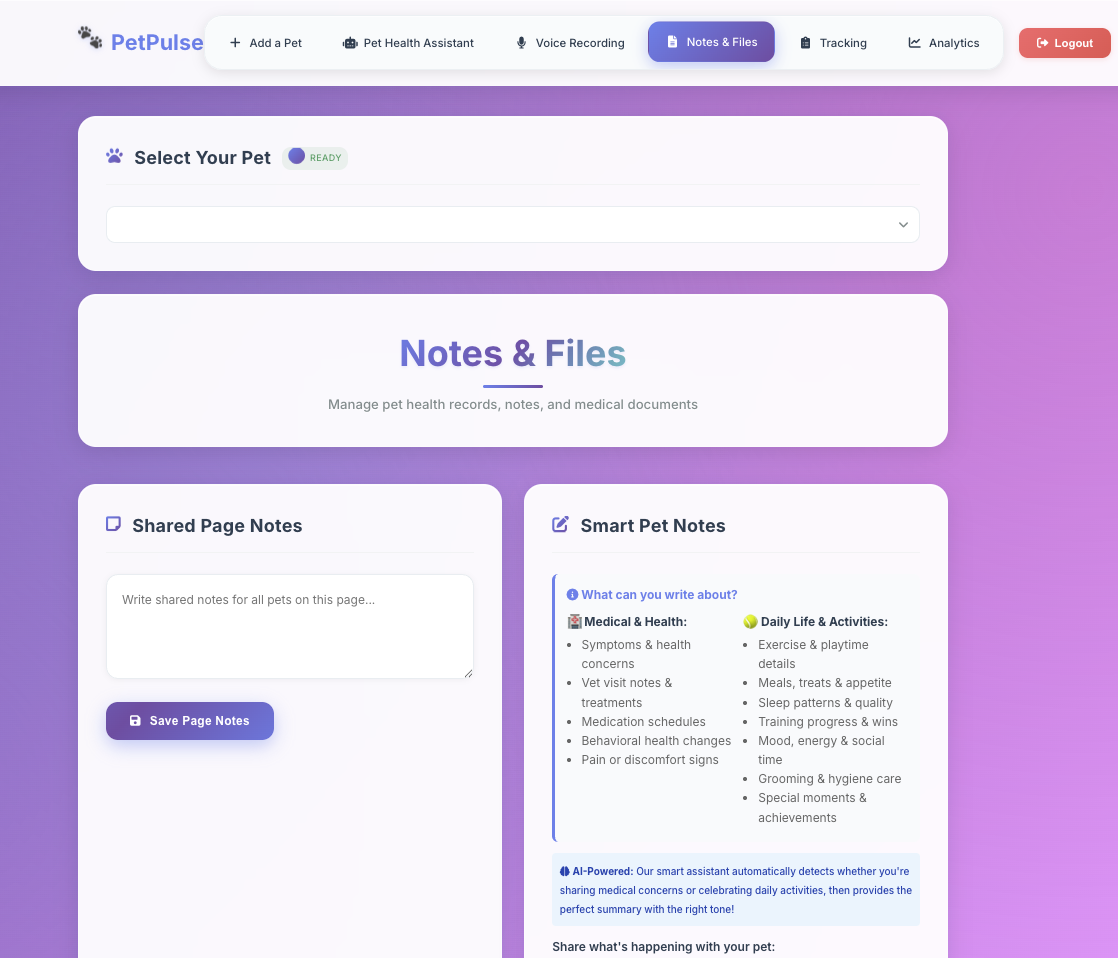 PetPulse
Add a Pet
Pet Health Assistant
Voice Recording
Notes & Files
Tracking
Analytics
Logout
Select Your Pet
READY
Notes & Files
Manage pet health records, notes, and medical documents
Shared Page Notes
Write shared notes for all pets on this page...
Save Page Notes
Smart Pet Notes
What can you write about?
Medical & Health:
Symptoms & health
concerns
Vet visit notes &
treatments
Medication schedules
Behavioral health changes
Pain or discomfort signs
Daily Life & Activities:
Exercise & playtime
details
Meals, treats & appetite
Sleep patterns & quality
Training progress & wins
Mood, energy & social
time
Grooming & hygiene care
Special moments &
achievements
AI-Powered: Our smart assistant automatically detects whether you're
sharing medical concerns or celebrating daily activities, then provides the
perfect summary with the right tone!
Share what's happening with your pet: